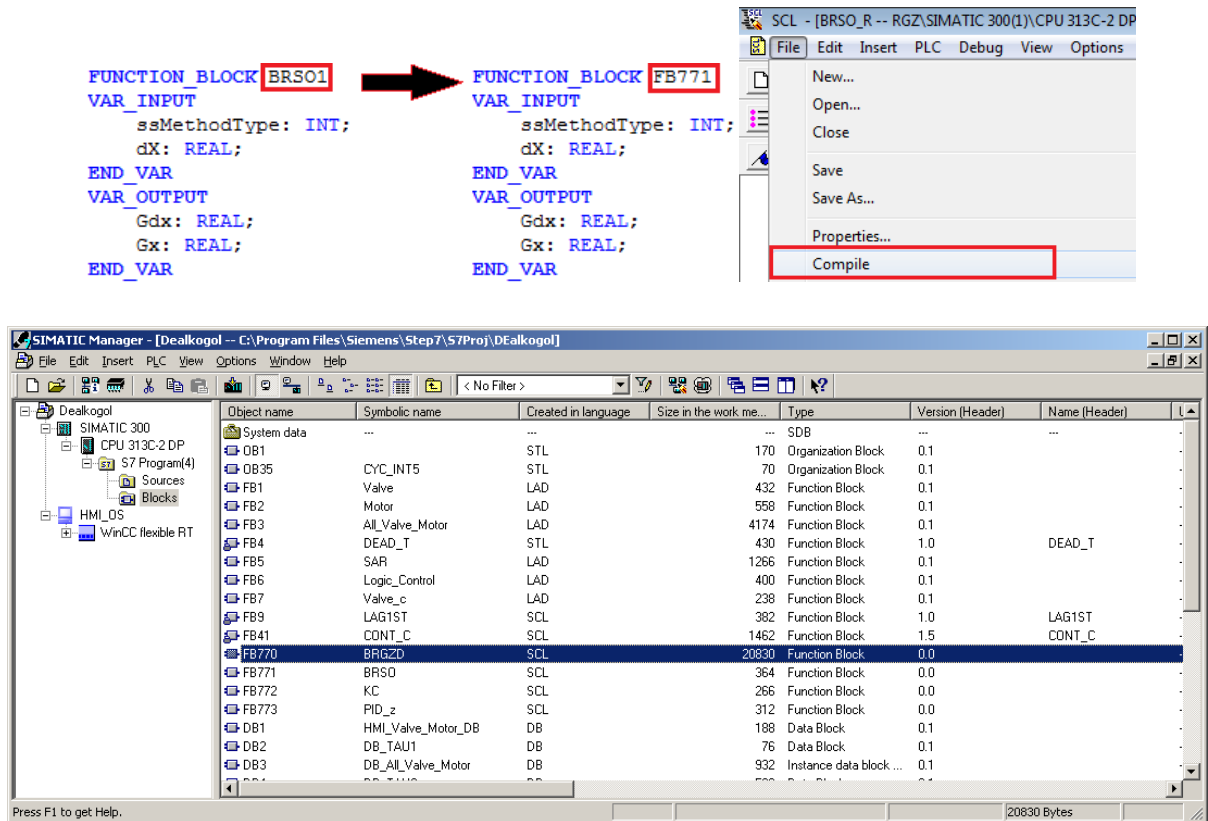 FUNCTION_BLOCK BRSO1
VAR_INPUT
ssMethodType: INT;
dX: REAL;
END_VAR
VAR_OUTPUT
Gdx: REAL;
Gx: REAL;
END_VAR
FUNCTION_BLOCK FB771
VAR_INPUT
ssMethodType: INT;
dX: REAL;
END_VAR
VAR_OUTPUT
Gdx: REAL;
Gx: REAL;
END_VAR
SCL - [BRSO_R -- RGZ\SIMATIC 300(1)\CPU 313C-2 DP
File Edit Insert PLC Debug View Options
New...
Open...
Close
Save
Save As...
Properties...
Compile
SIMATIC Manager - [Dealkogol -- C:\Program Files\Siemens\Step7\S7Proj\DEalkogol]
File Edit Insert PLC View Options Window Help
< No Filter >
Dealkogol
SIMATIC 300
CPU 313C-2 DP
S7 Program(4)
Sources
Blocks
HMI_OS
WinCC flexible RT
Object name Symbolic name Created in language Size in the work me... Type Version (Header) Name (Header)
System data --- --- --- SDB --- ---
OB1 STL 170 Organization Block 0.1
OB35 CYC_INT5 STL 70 Organization Block 0.1
FB1 Valve LAD 432 Function Block 0.1
FB2 Motor LAD 558 Function Block 0.1
FB3 All_Valve_Motor LAD 4174 Function Block 0.1
FB4 DEAD_T STL 430 Function Block 1.0 DEAD_T
FB5 SAR LAD 1266 Function Block 0.1
FB6 Logic_Control LAD 400 Function Block 0.1
FB7 Valve_c LAD 238 Function Block 0.1
FB9 LAG1ST SCL 382 Function Block 1.0 LAG1ST
FB41 CONT_C SCL 1462 Function Block 1.5 CONT_C
FB770 BRGZD SCL 20830 Function Block 0.0
FB771 BRSO SCL 364 Function Block 0.0
FB772 KC SCL 266 Function Block 0.0
FB773 PID_z SCL 312 Function Block 0.0
DB1 HMI_Valve_Motor_DB DB 188 Data Block 0.1
DB2 DB_TAU1 DB 76 Data Block 0.1
DB3 DB_All_Valve_Motor DB 932 Instance data block ... 0.1
Press F1 to get Help.
20830 Bytes